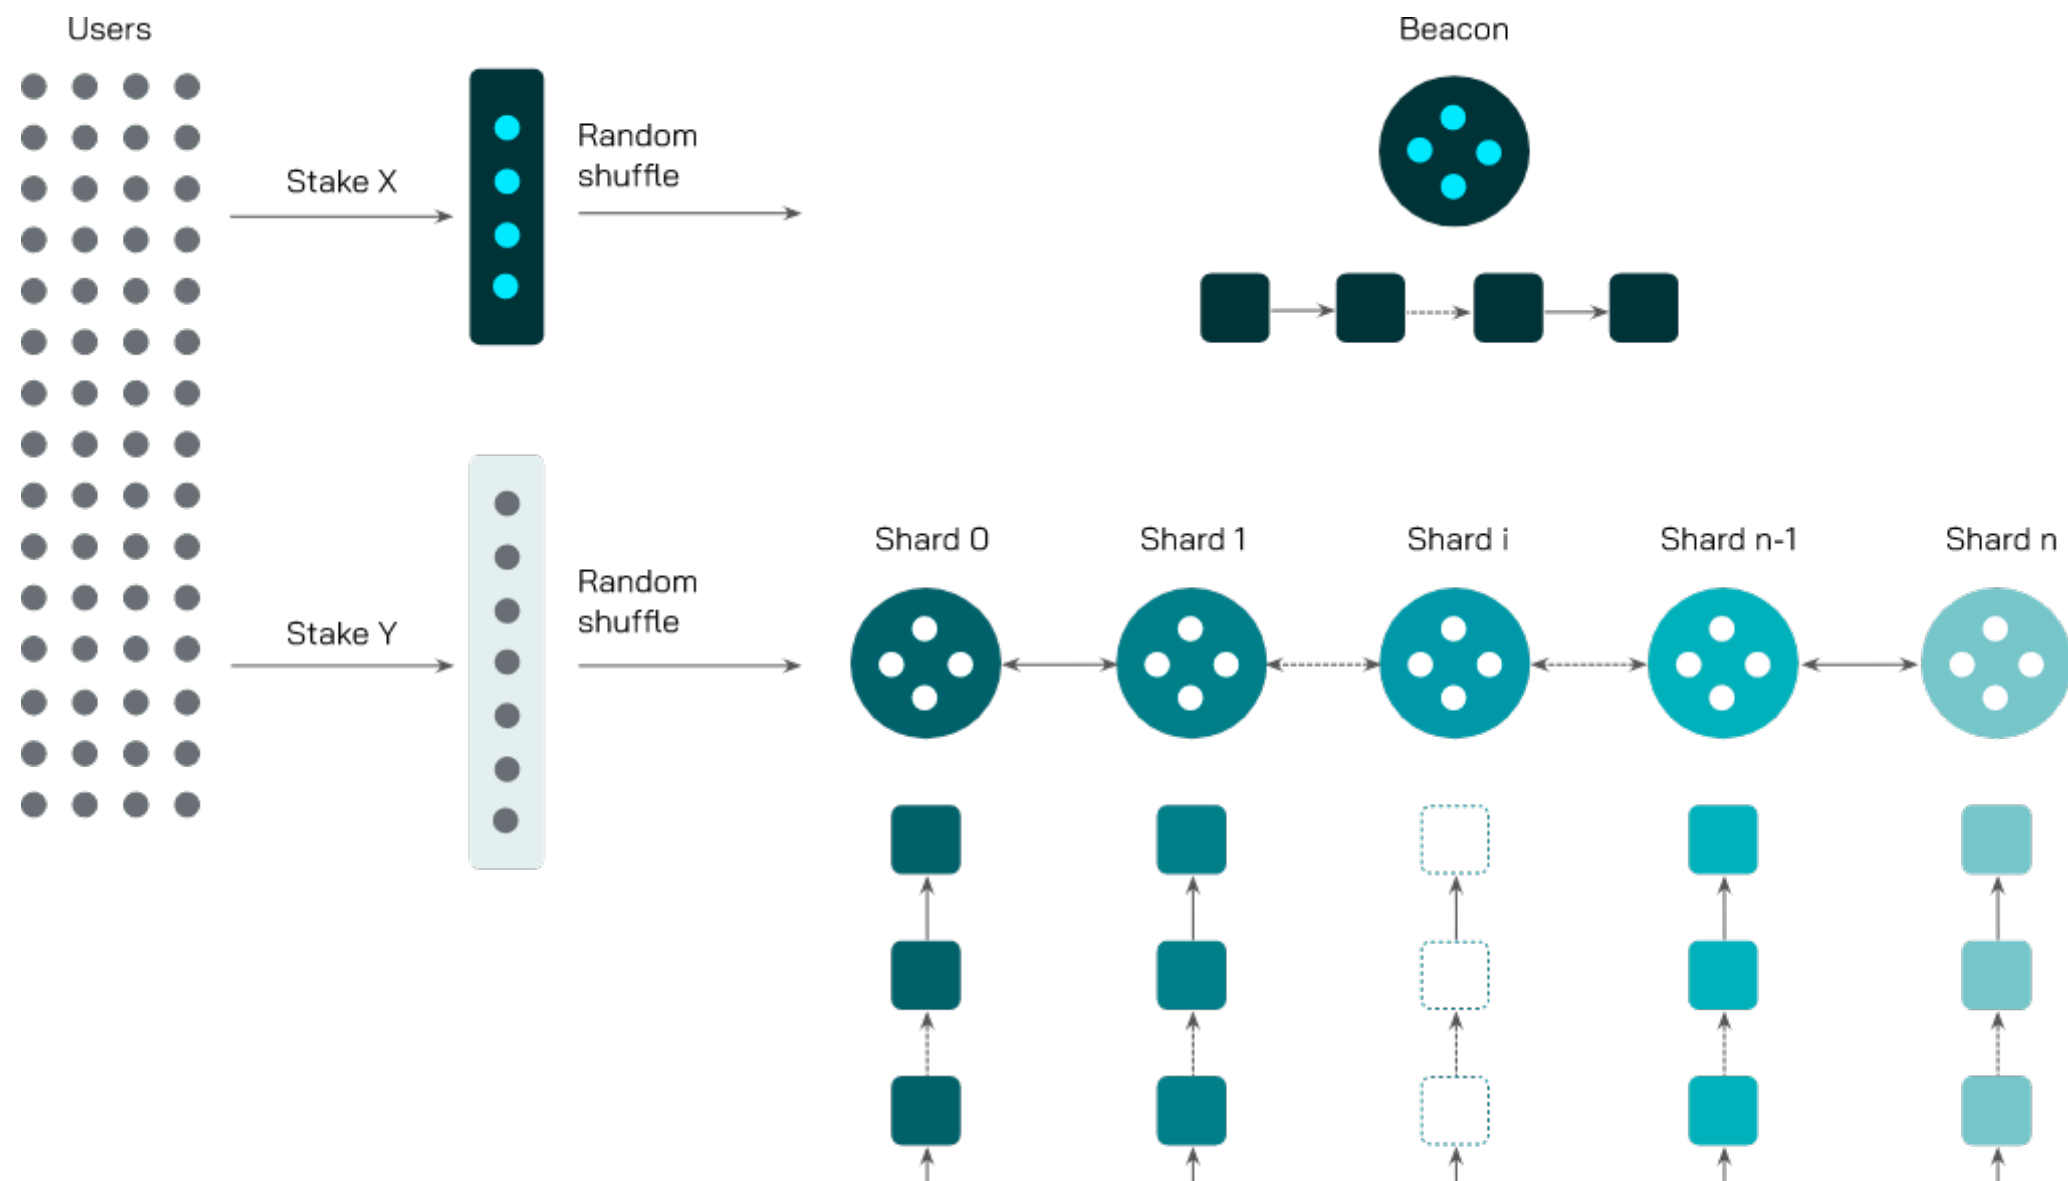 Users
Beacon
Stake X
Random
shuffle
Stake Y
Random
shuffle
Shard 0
Shard 1
Shard i
Shard n-1
Shard n